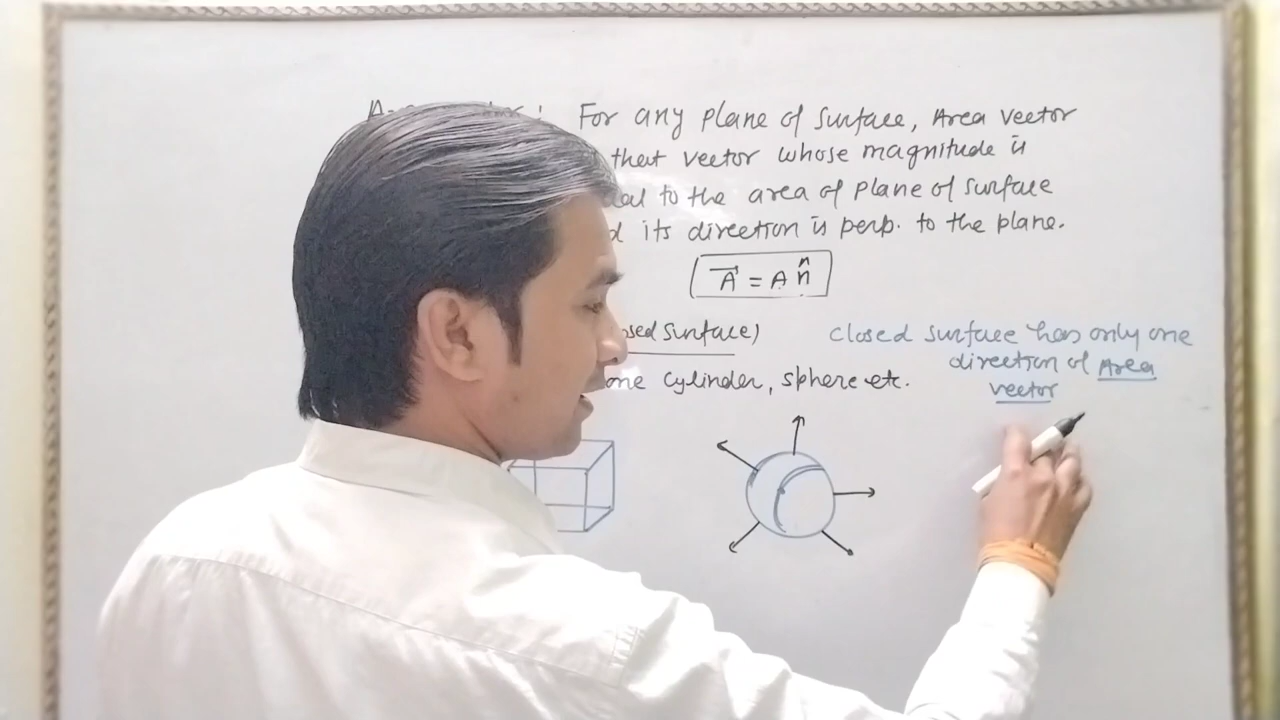 : For any plane of surface, Area vector
that vector whose magnitude is
to the area of plane of surface
its direction is perp. to the plane.
A⃗ = A n̂
surface)
closed surface has only one
direction of Area
vector
cylinder, sphere etc.